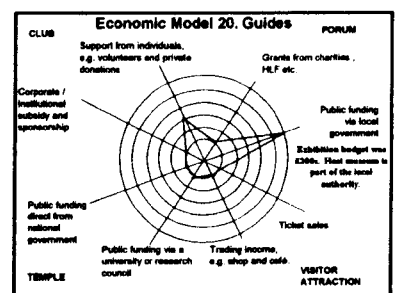 Economic Model 20. Guides
CLUB
FORUM
Support from individuals,
e.g. volunteers and private
donations
Grants from charities,
HLF etc.
Corporate /
Institutional
subsidy and
sponsorship
Public funding
via local
government
Exhibition budget was
£300k. Host museum is
part of the local
authority.
Public funding
direct from
national
government
Ticket sales
Public funding via a
university or research
council
Trading income,
e.g. shop and café.
TEMPLE
VISITOR
ATTRACTION